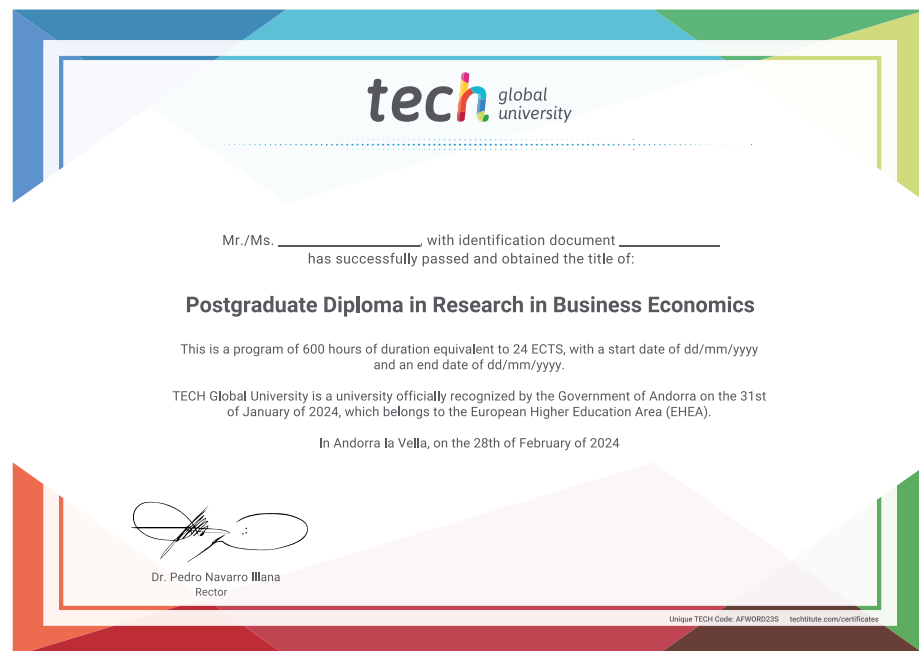 tech global
university
Mr./Ms. ____________________, with identification document ______________
has successfully passed and obtained the title of:
Postgraduate Diploma in Research in Business Economics
This is a program of 600 hours of duration equivalent to 24 ECTS, with a start date of dd/mm/yyyy
and an end date of dd/mm/yyyy.
TECH Global University is a university officially recognized by the Government of Andorra on the 31st
of January of 2024, which belongs to the European Higher Education Area (EHEA).
In Andorra la Vella, on the 28th of February of 2024
Dr. Pedro Navarro Illana
Rector
Unique TECH Code: AFWORD23S techtitute.com/certificates